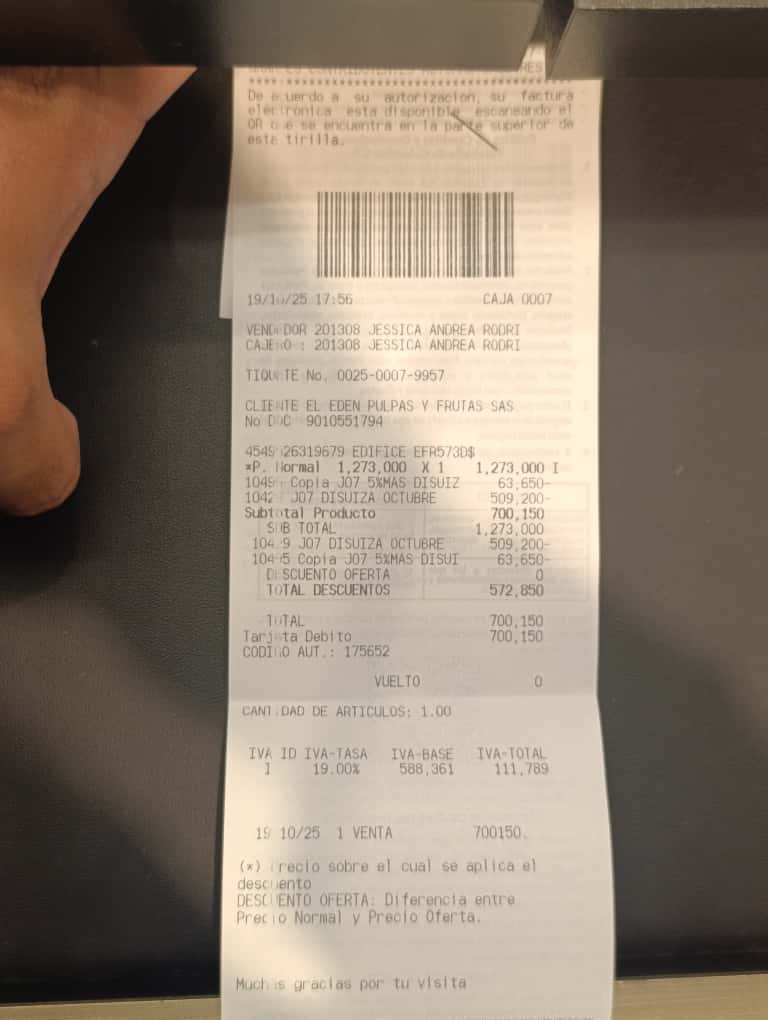 De acuerdo a su autorizacion, su factura
electronica esta disponible escaneando el
QR que se encuentra en la parte superior de
esta tirilla.
19/10/25 17:56 CAJA 0007
VENDEDOR 201308 JESSICA ANDREA RODRI
CAJERO : 201308 JESSICA ANDREA RODRI
TIQUETE No. 0025-0007-9957
CLIENTE EL EDEN PULPAS Y FRUTAS SAS
No DOC 9010551794
EDIFICE EFR573D$
*P. Normal 1,273,000 X 1 1,273,000 I
Copia J07 5%MAS DISUIZ 63,650-
J07 DISUIZA OCTUBRE 509,200-
Subtotal Producto 700,150
SUB TOTAL 1,273,000
J07 DISUIZA OCTUBRE 509,200-
Copia J07 5%MAS DISUI 63,650-
DESCUENTO OFERTA 0
TOTAL DESCUENTOS 572,850
TOTAL 700,150
Tarjeta Debito 700,150
CODIGO AUT.: 175652
VUELTO 0
CANTIDAD DE ARTICULOS: 1.00
IVA ID IVA-TASA IVA-BASE IVA-TOTAL
I 19.00% 588,361 111,789
19/10/25 1 VENTA 700150.
(*) Precio sobre el cual se aplica el
descuento
DESCUENTO OFERTA: Diferencia entre
Precio Normal y Precio Oferta.
Muchas gracias por tu visita